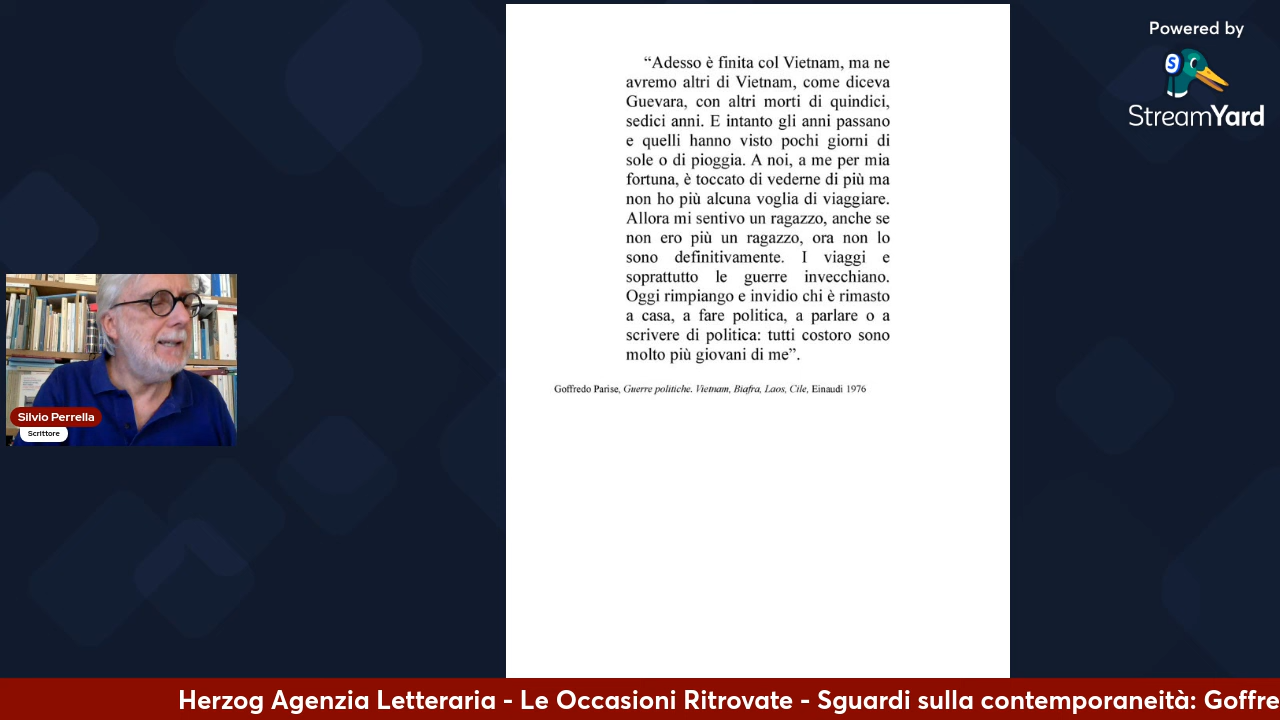 Powered by
StreamYard
“Adesso è finita col Vietnam, ma ne
avremo altri di Vietnam, come diceva
Guevara, con altri morti di quindici,
sedici anni. E intanto gli anni passano
e quelli hanno visto pochi giorni di
sole o di pioggia. A noi, a me per mia
fortuna, è toccato di vederne di più ma
non ho più alcuna voglia di viaggiare.
Allora mi sentivo un ragazzo, anche se
non ero più un ragazzo, ora non lo
sono definitivamente. I viaggi e
soprattutto le guerre invecchiano.
Oggi rimpiango e invidio chi è rimasto
a casa, a fare politica, a parlare o a
scrivere di politica: tutti costoro sono
molto più giovani di me”.
Goffredo Parise, Guerre politiche. Vietnam, Biafra, Laos, Cile, Einaudi 1976
Silvio Perrella
Scrittore
Herzog Agenzia Letteraria - Le Occasioni Ritrovate - Sguardi sulla contemporaneità: Goffre